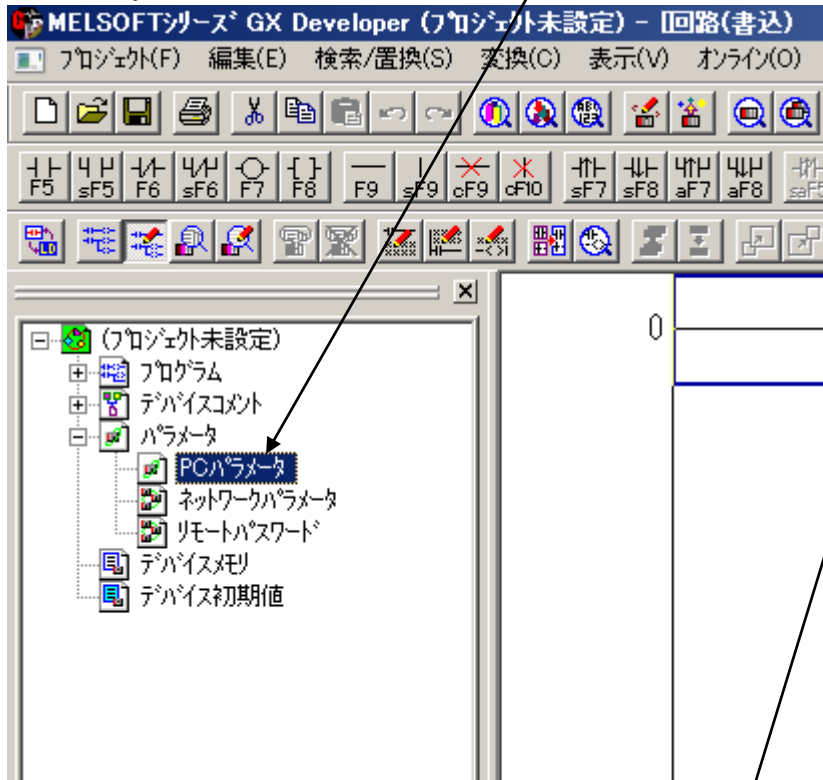 MELSOFTシリーズ GX Developer (プロジェクト未設定) - [回路(書込)
プロジェクト(F) 編集(E) 検索/置換(S) 変換(C) 表示(V) オンライン(O)
F5 sF5 F6 sF6 F7 F8 F9 sF9 cF9 cF10 sF7 sF8 aF7 aF8 saF5
0
(プロジェクト未設定)
プログラム
デバイスコメント
パラメータ
PCパラメータ
ネットワークパラメータ
リモートパスワード
デバイスメモリ
デバイス初期値